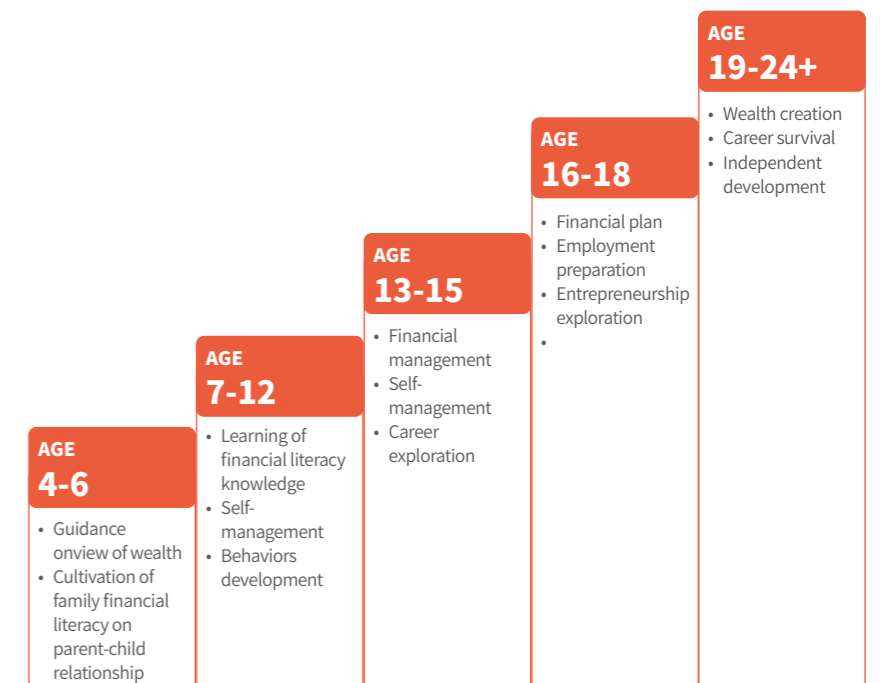 AGE
4-6
• Guidance
onview of wealth
• Cultivation of
family financial
literacy on
parent-child
relationship
AGE
7-12
• Learning of
financial literacy
knowledge
• Self-
management
• Behaviors
development
AGE
13-15
• Financial
management
• Self-
management
• Career
exploration
AGE
16-18
• Financial plan
• Employment
preparation
• Entrepreneurship
exploration
•
AGE
19-24+
• Wealth creation
• Career survival
• Independent
development